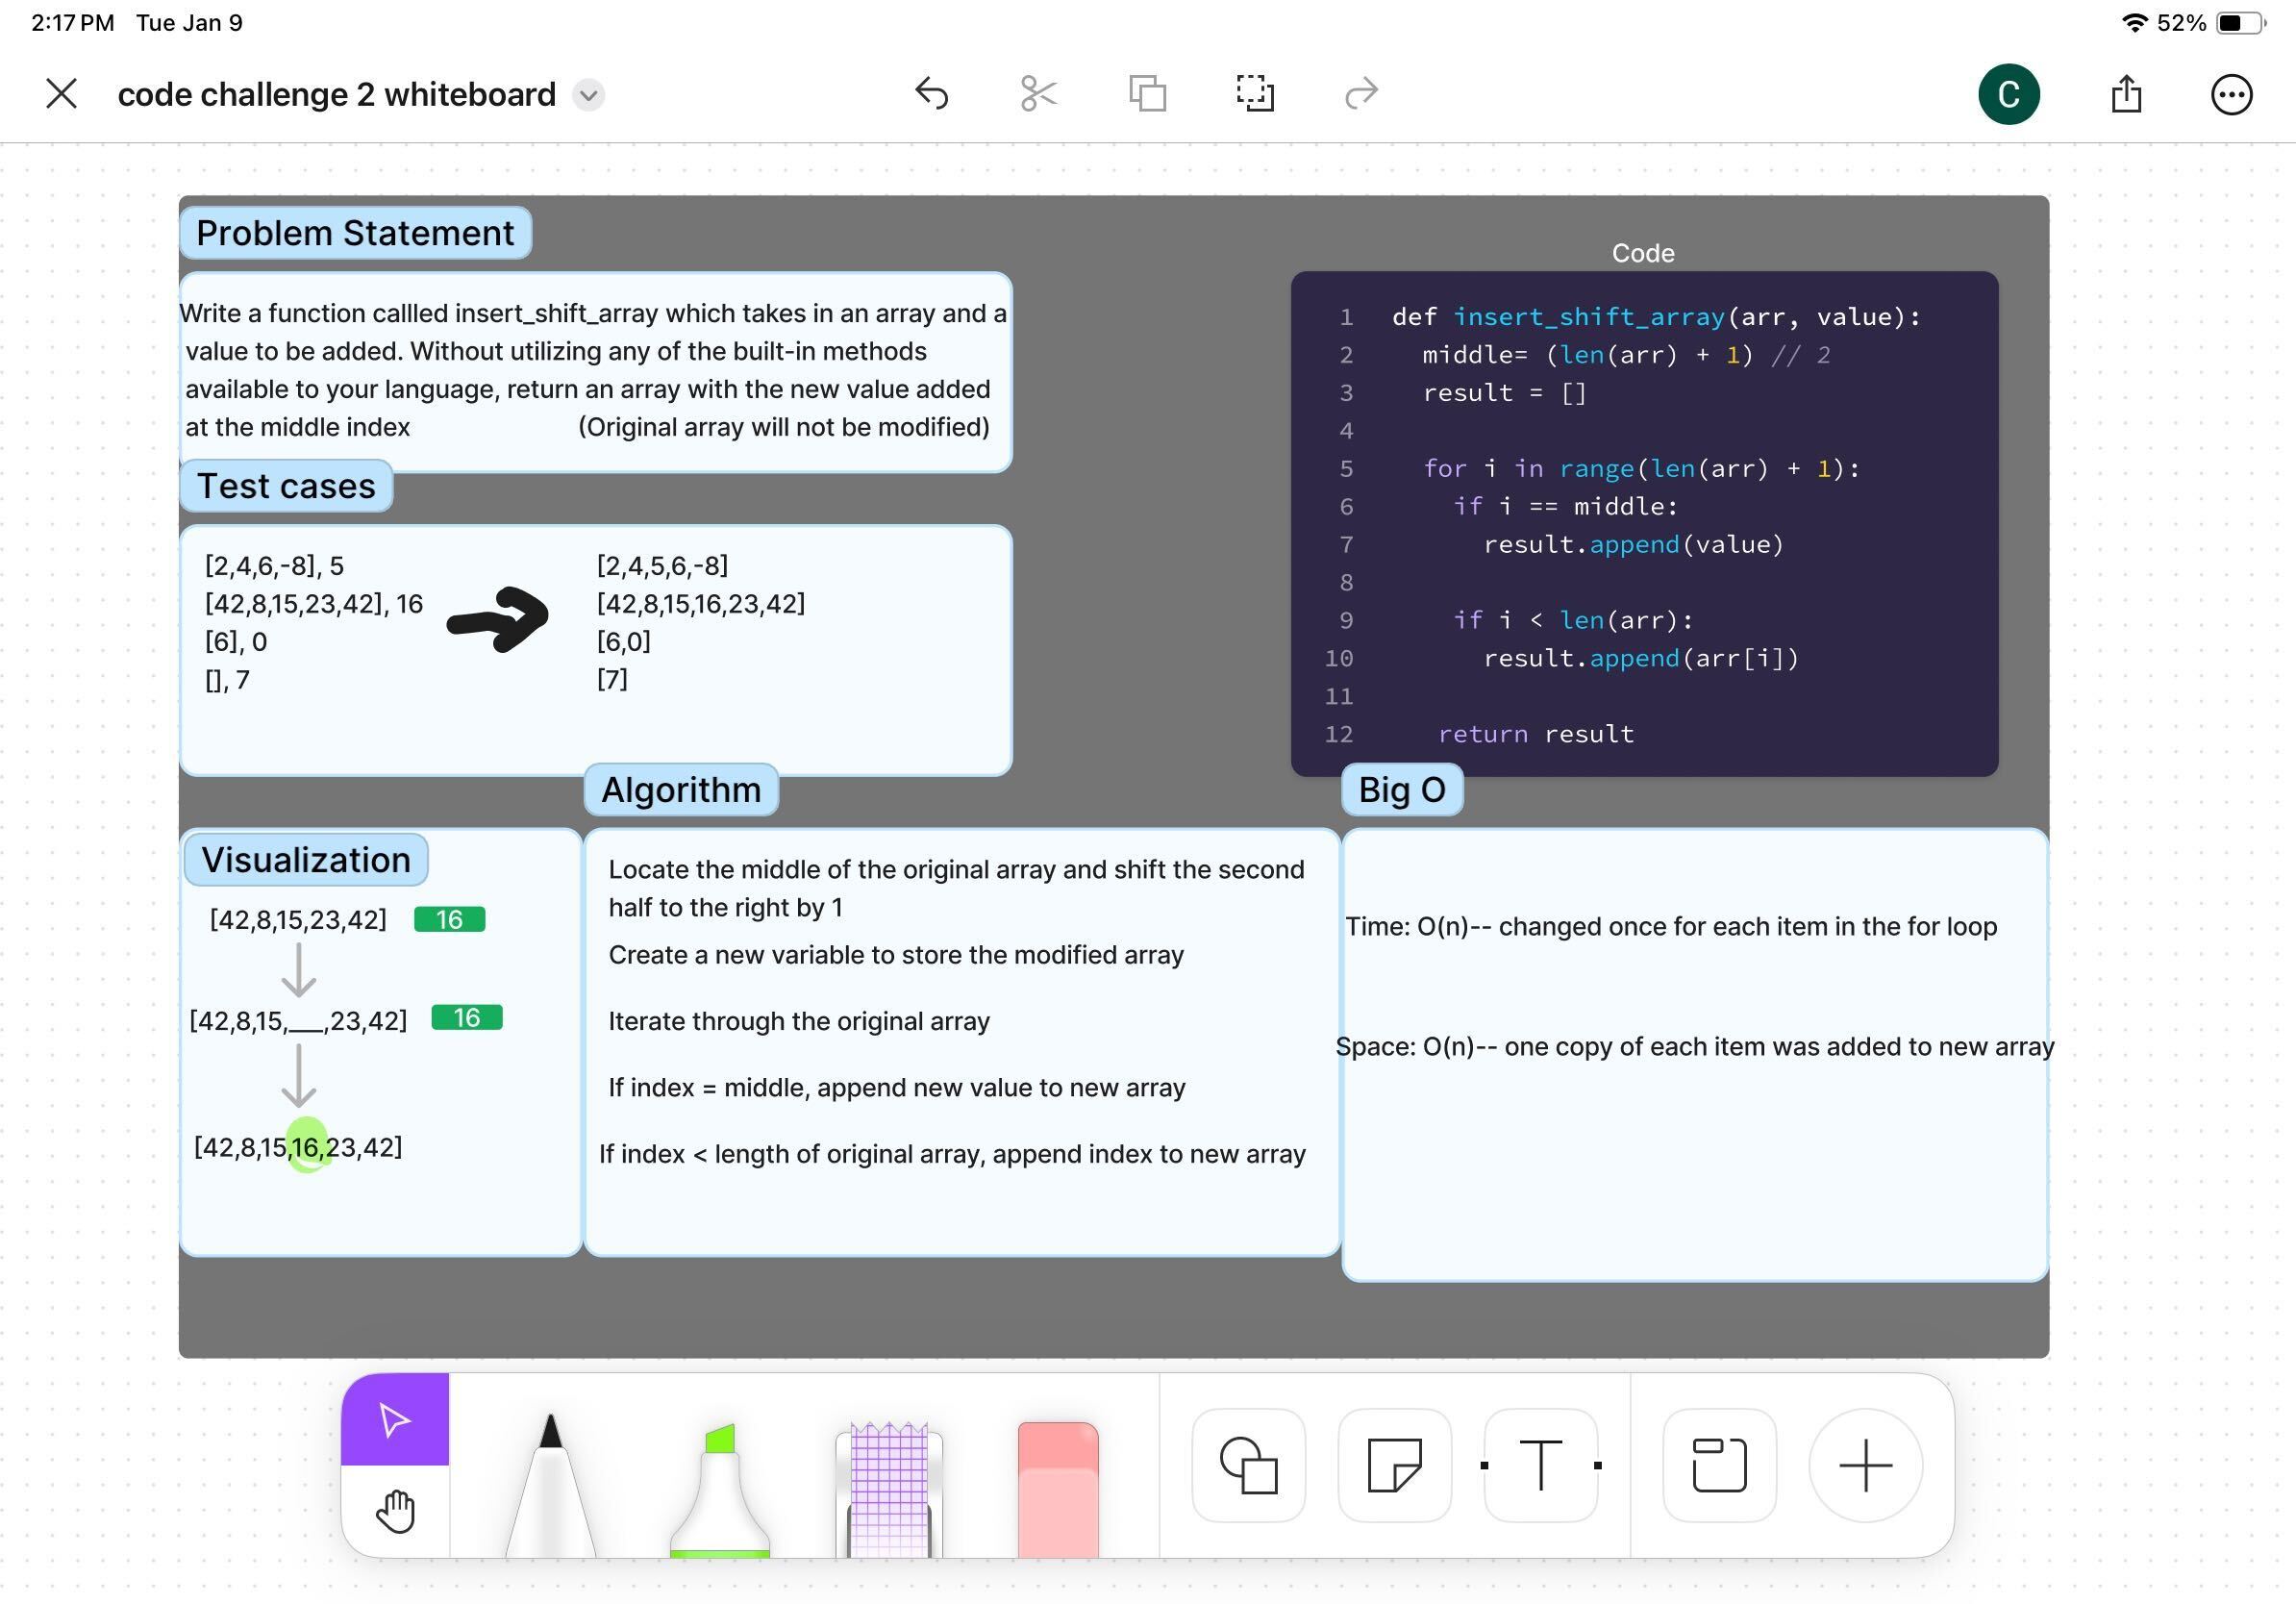 2:17 PM Tue Jan 9
52%
code challenge 2 whiteboard
C
Problem Statement
Write a function callled insert_shift_array which takes in an array and a
value to be added. Without utilizing any of the built-in methods
available to your language, return an array with the new value added
at the middle index (Original array will not be modified)
Test cases
[2,4,6,-8], 5
[42,8,15,23,42], 16
[6], 0
[], 7
[2,4,5,6,-8]
[42,8,15,16,23,42]
[6,0]
[7]
Code
1 def insert_shift_array(arr, value):
2 middle= (len(arr) + 1) // 2
3 result = []
4
5 for i in range(len(arr) + 1):
6 if i == middle:
7 result.append(value)
8
9 if i < len(arr):
10 result.append(arr[i])
11
12 return result
Visualization
[42,8,15,23,42] 16
[42,8,15,___,23,42] 16
[42,8,15,16,23,42]
Algorithm
Locate the middle of the original array and shift the second
half to the right by 1
Create a new variable to store the modified array
Iterate through the original array
If index = middle, append new value to new array
If index < length of original array, append index to new array
Big O
Time: O(n)-- changed once for each item in the for loop
Space: O(n)-- one copy of each item was added to new array
T